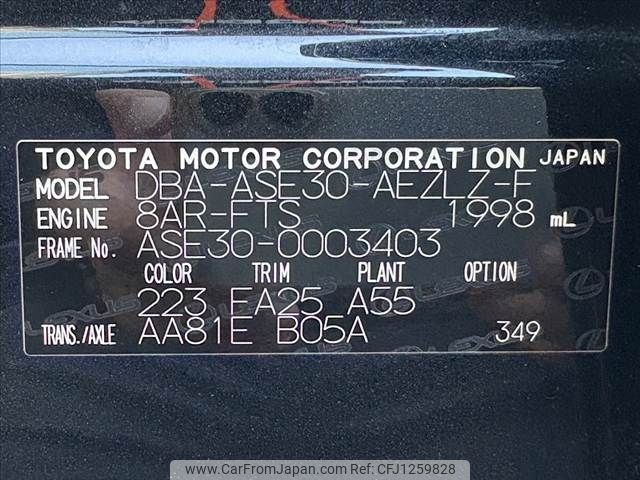 TOYOTA MOTOR CORPORATION JAPAN
MODEL DBA-ASE30-AEZLZ-F
ENGINE 8AR-FTS 1998 mL
FRAME No. ASE30-0003403
COLOR TRIM PLANT OPTION
223 EA25 A55
TRANS./AXLE AA81E B05A 349
LEXUS
www.CarFromJapan.com - CFJ1259828